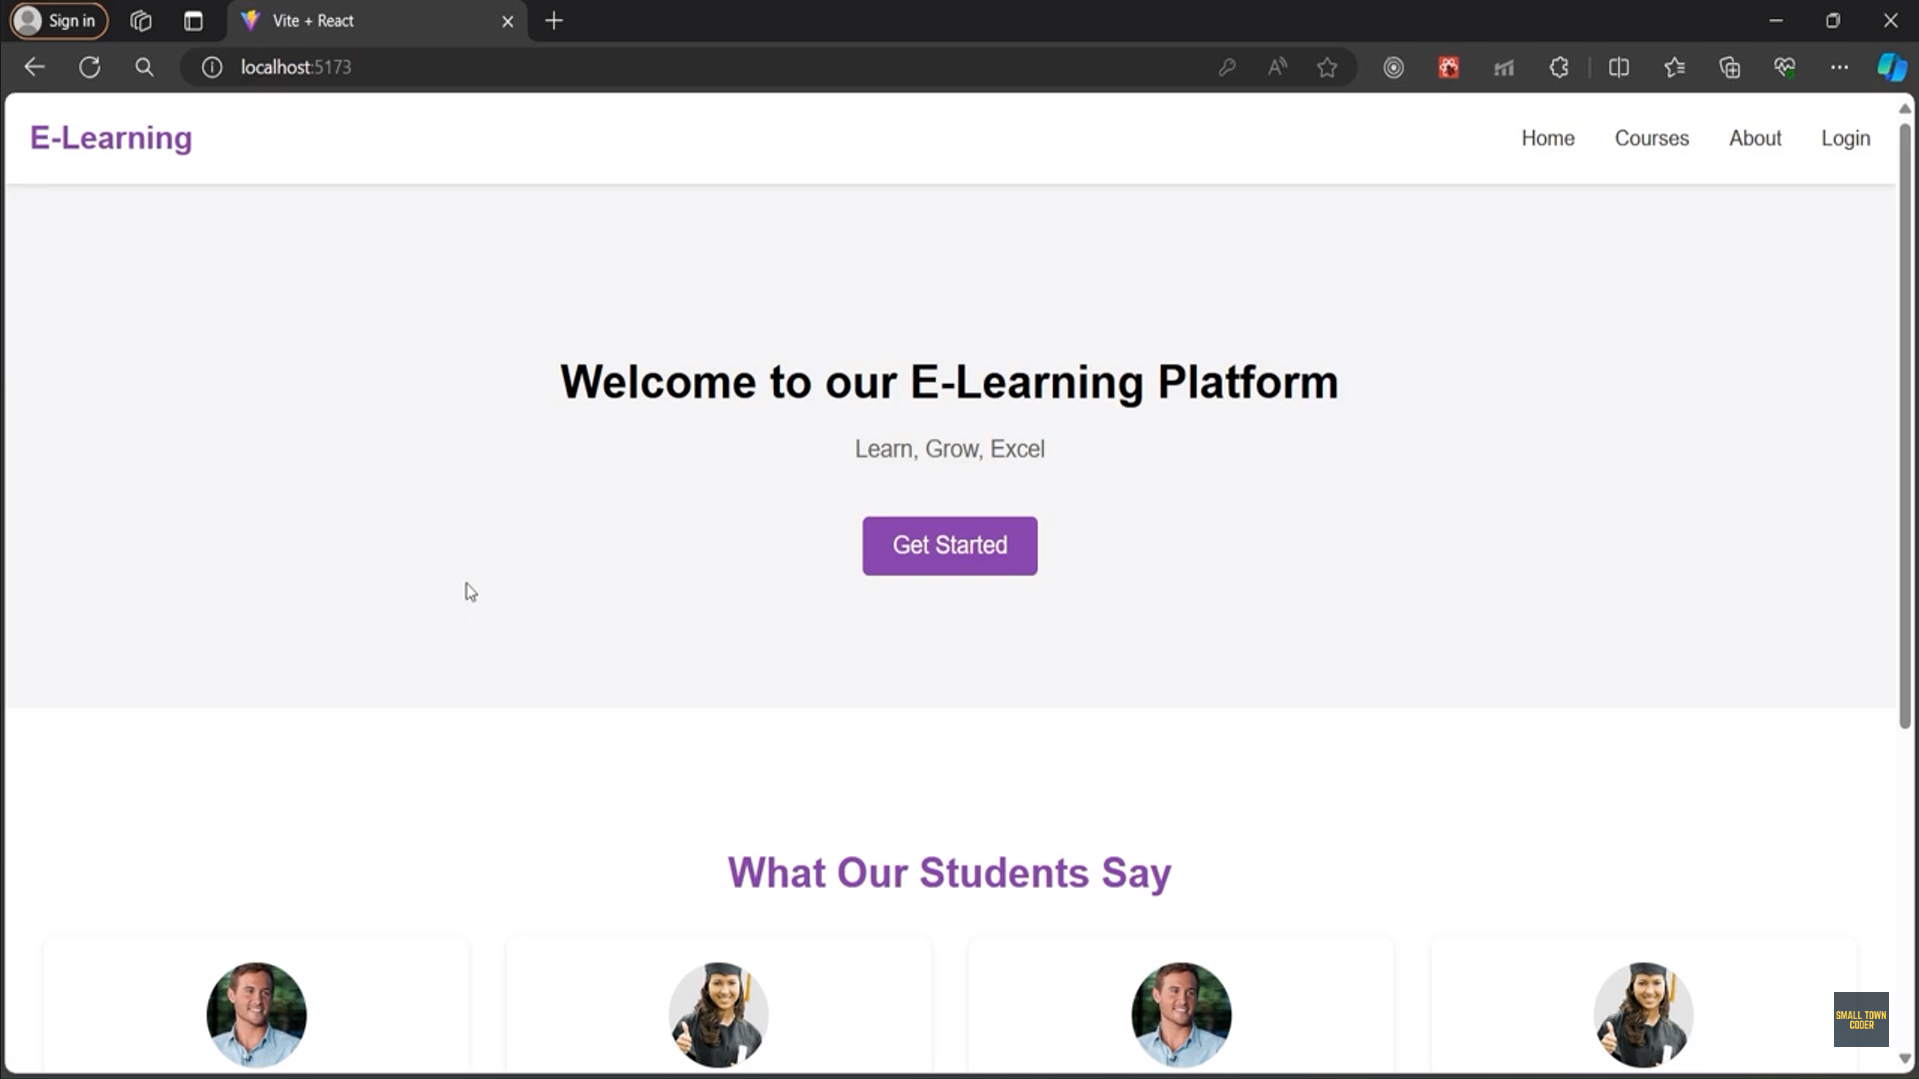 Sign in
Vite + React
localhost:5173
E-Learning
Home Courses About Login
Welcome to our E-Learning Platform
Learn, Grow, Excel
Get Started
What Our Students Say
SMALL TOWN
CODER